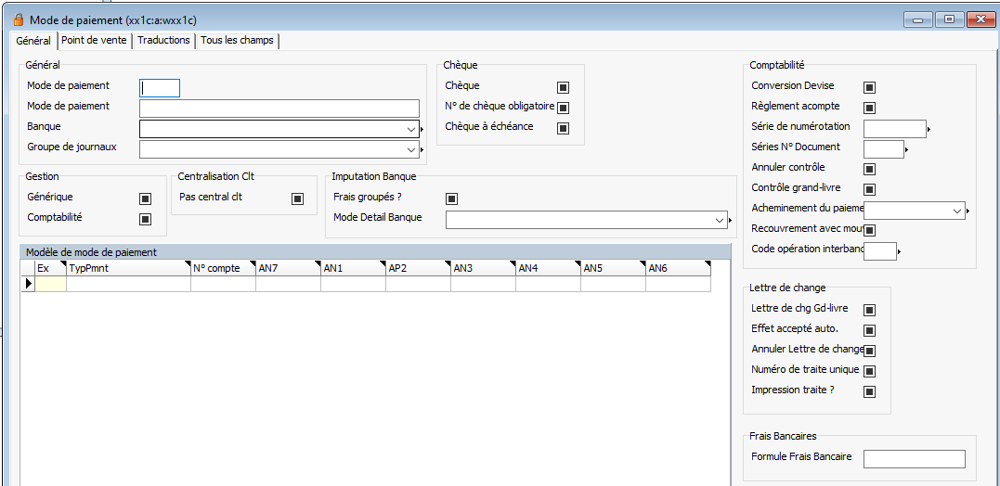 Mode de paiement (xx1c:a:wxx1c)
Général Point de vente Traductions Tous les champs
Général
Mode de paiement
Mode de paiement
Banque
Groupe de journaux
Chèque
Chèque
N° de chèque obligatoire
Chèque à échéance
Comptabilité
Conversion Devise
Règlement acompte
Série de numérotation
Séries N° Document
Annuler contrôle
Contrôle grand-livre
Acheminement du paieme
Recouvrement avec mou
Code opération interband
Gestion
Générique
Comptabilité
Centralisation Clt
Pas central clt
Imputation Banque
Frais groupés ?
Mode Detail Banque
Modèle de mode de paiement
Ex TypPmnt N° compte AN7 AN1 AP2 AN3 AN4 AN5 AN6
Lettre de change
Lettre de chg Gd-livre
Effet accepté auto.
Annuler Lettre de change
Numéro de traite unique
Impression traite ?
Frais Bancaires
Formule Frais Bancaire